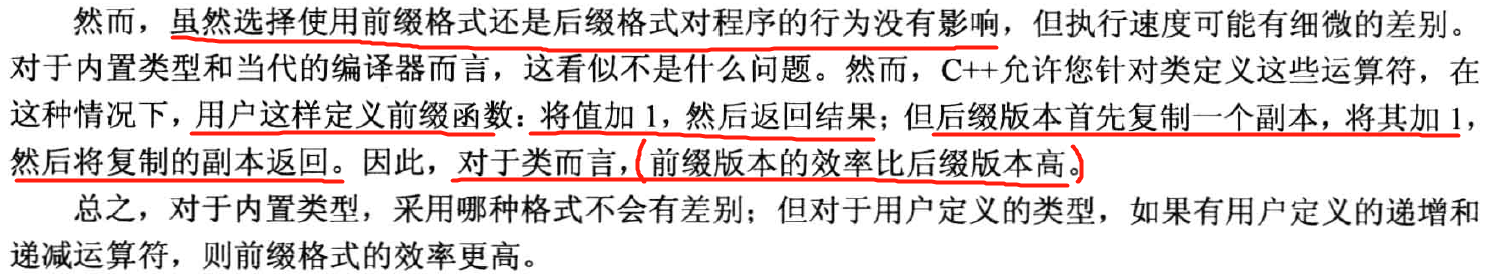 然而，虽然选择使用前缀格式还是后缀格式对程序的行为没有影响，但执行速度可能有细微的差别。
对于内置类型和当代的编译器而言，这看似不是什么问题。然而，C++允许您针对类定义这些运算符，在
这种情况下，用户这样定义前缀函数：将值加 1，然后返回结果；但后缀版本首先复制一个副本，将其加 1，
然后将复制的副本返回。因此，对于类而言，(前缀版本的效率比后缀版本高。)
总之，对于内置类型，采用哪种格式不会有差别；但对于用户定义的类型，如果有用户定义的递增和
递减运算符，则前缀格式的效率更高。